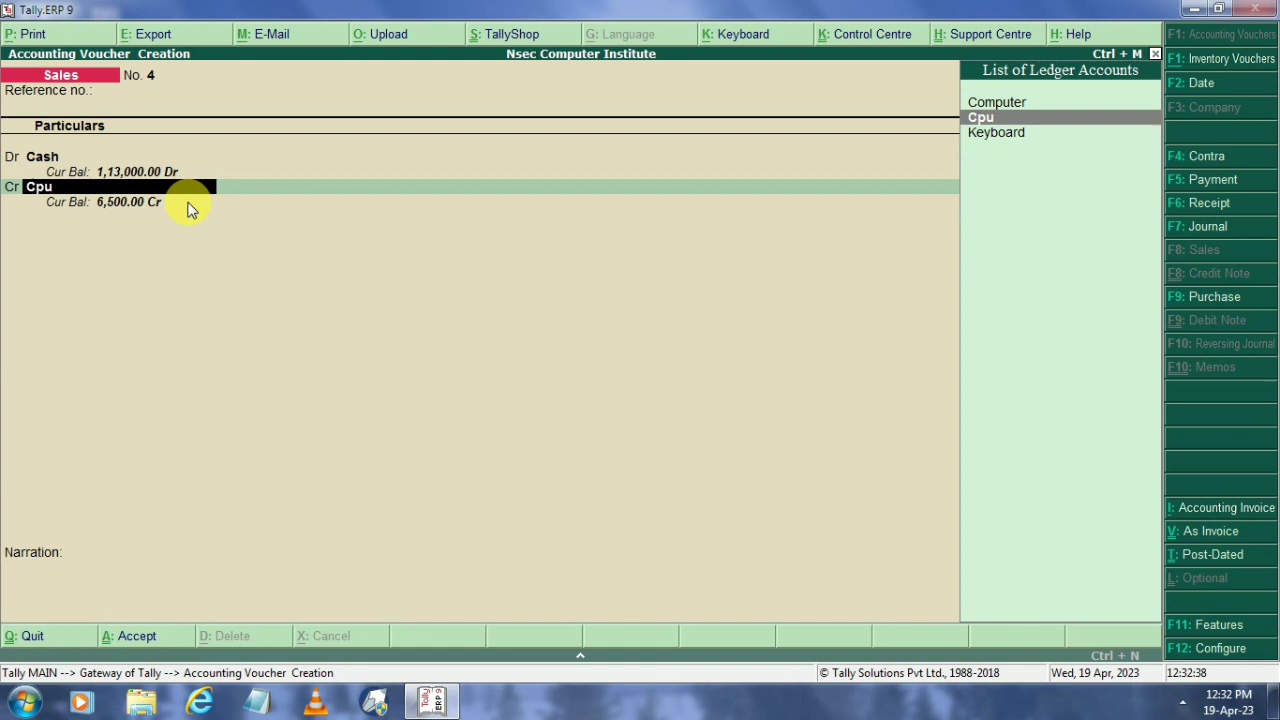 Tally.ERP 9
P: Print
E: Export
M: E-Mail
O: Upload
S: TallyShop
G: Language
K: Keyboard
K: Control Centre
H: Support Centre
H: Help
Accounting Voucher Creation
Nsec Computer Institute
Ctrl + M
Sales No. 4
Reference no.:
Particulars
Dr Cash
Cur Bal: 1,13,000.00 Dr
Cr Cpu
Cur Bal: 6,500.00 Cr
Narration:
List of Ledger Accounts
Computer
Cpu
Keyboard
F1: Accounting Vouchers
F1: Inventory Vouchers
F2: Date
F3: Company
F4: Contra
F5: Payment
F6: Receipt
F7: Journal
F8: Sales
F8: Credit Note
F9: Purchase
F9: Debit Note
F10: Reversing Journal
F10: Memos
I: Accounting Invoice
V: As Invoice
T: Post-Dated
L: Optional
F11: Features
F12: Configure
Q: Quit
A: Accept
D: Delete
X: Cancel
Ctrl + N
Tally MAIN --> Gateway of Tally --> Accounting Voucher Creation
© Tally Solutions Pvt Ltd., 1988-2018
Wed, 19 Apr, 2023
12:32:38
Tally ERP 9
12:32 PM
19-Apr-23